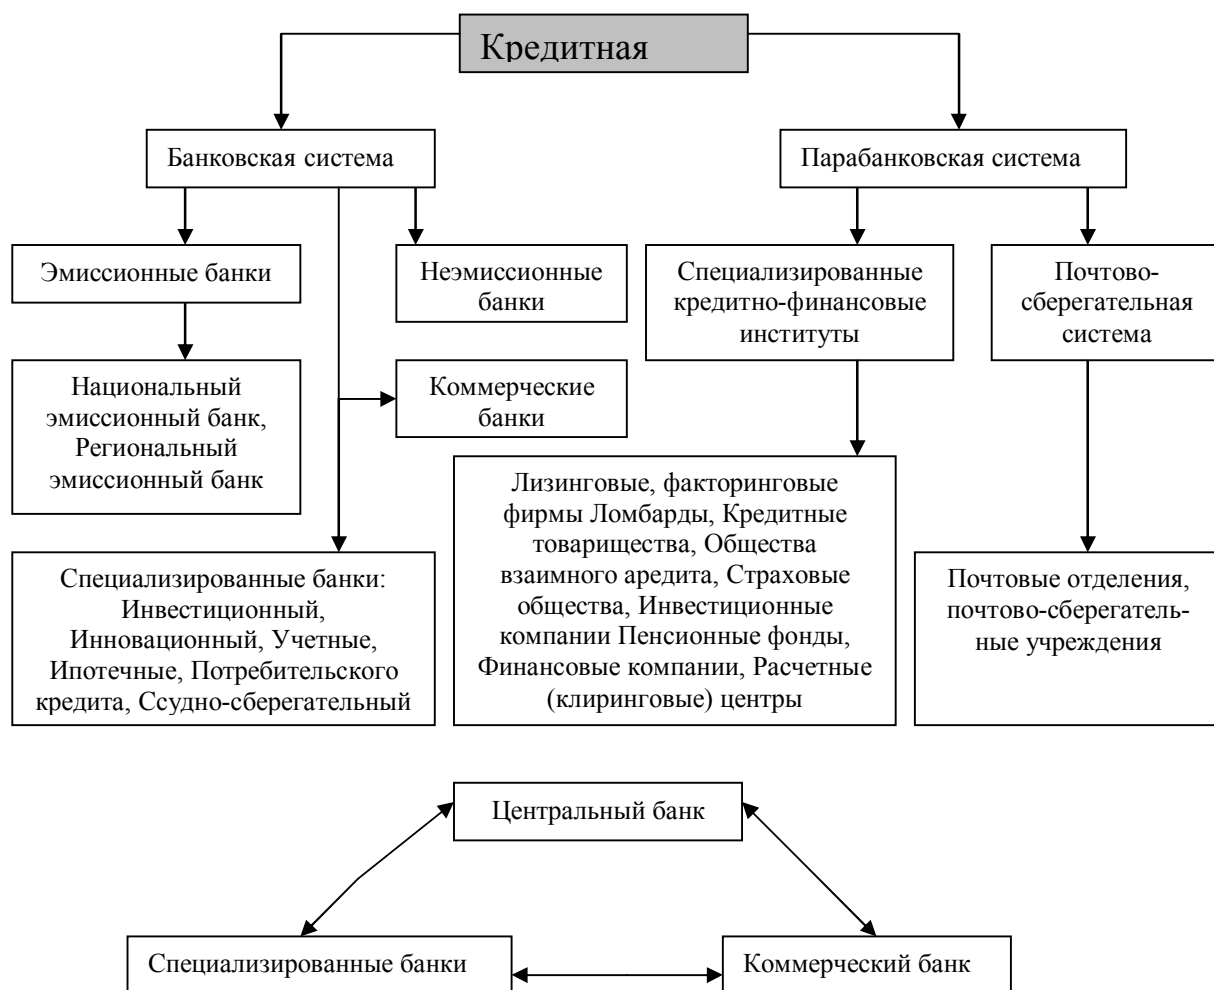 Кредитная
Банковская система
Парабанковская система
Эмиссионные банки
Неэмиссионные
банки
Специализированные
кредитно-финансовые
институты
Почтово-
сберегательная
система
Национальный
эмиссионный банк,
Региональный
эмиссионный банк
Коммерческие
банки
Специализированные банки:
Инвестиционный,
Инновационный, Учетные,
Ипотечные, Потребительского
кредита, Ссудно-сберегательный
Лизинговые, факторинговые
фирмы Ломбарды, Кредитные
товарищества, Общества
взаимного аредита, Страховые
общества, Инвестиционные
компании Пенсионные фонды,
Финансовые компании, Расчетные
(клиринговые) центры
Почтовые отделения,
почтово-сберегатель-
ные учреждения
Центральный банк
Специализированные банки
Коммерческий банк